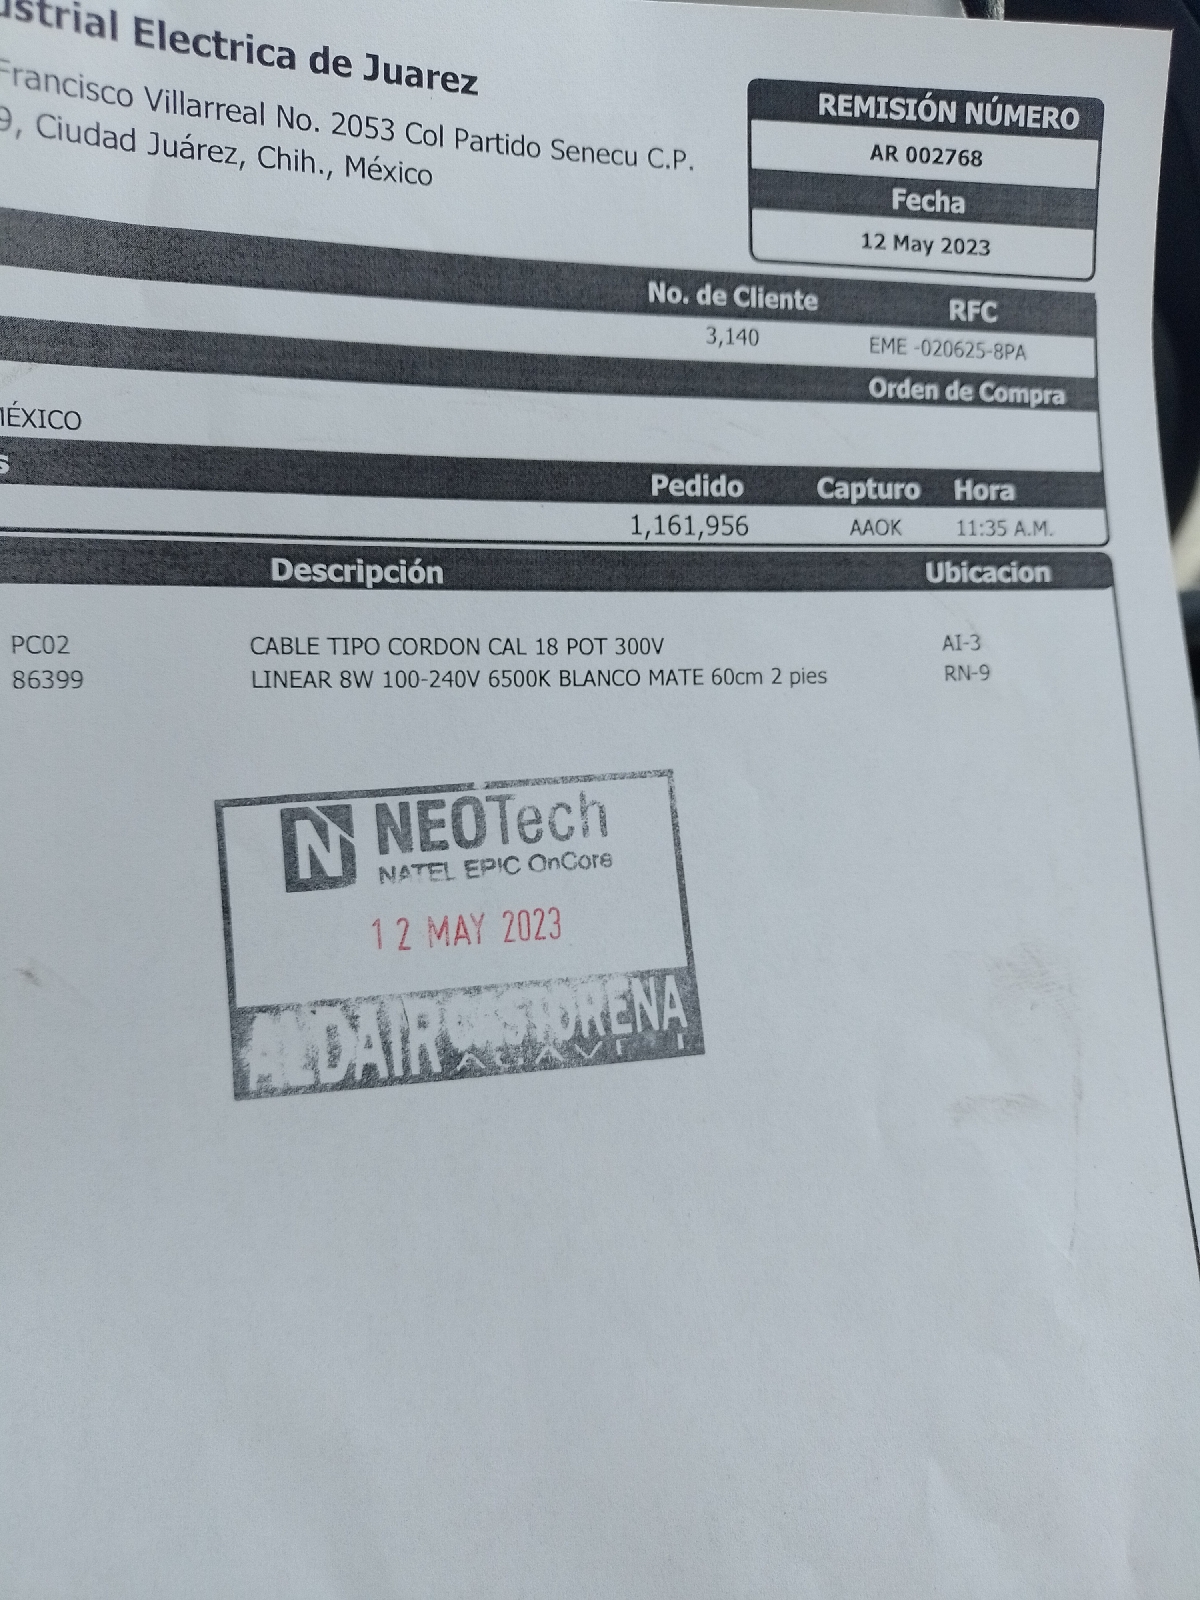 Electrica de Juarez
Francisco Villarreal No. 2053 Col Partido Senecu C.P.
9, Ciudad Juárez, Chih., México
REMISIÓN NÚMERO
AR 002768
Fecha
12 May 2023
No. de Cliente RFC
3,140 EME -020625-8PA
Orden de Compra
MÉXICO
s Pedido Capturo Hora
1,161,956 AAOK 11:35 A.M.
Descripción Ubicacion
PC02 CABLE TIPO CORDON CAL 18 POT 300V AI-3
86399 LINEAR 8W 100-240V 6500K BLANCO MATE 60cm 2 pies RN-9
N NEOTech
NATEL EPIC OnCore
12 MAY 2023
ALDAIR CASTORENA